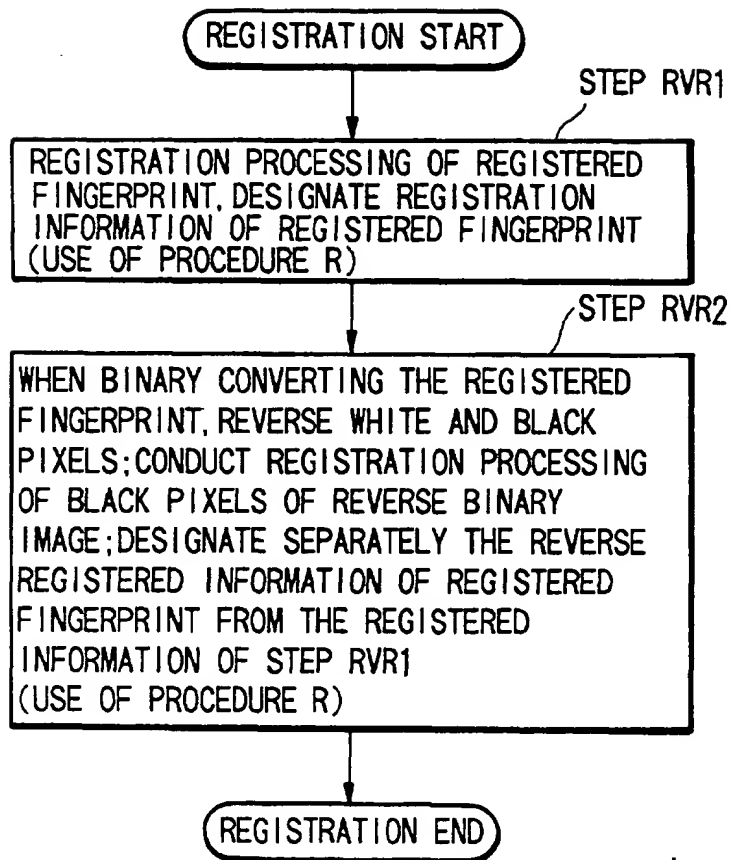 REGISTRATION START
STEP RVR1
REGISTRATION PROCESSING OF REGISTERED
FINGERPRINT, DESIGNATE REGISTRATION
INFORMATION OF REGISTERED FINGERPRINT
(USE OF PROCEDURE R)
STEP RVR2
WHEN BINARY CONVERTING THE REGISTERED
FINGERPRINT, REVERSE WHITE AND BLACK
PIXELS; CONDUCT REGISTRATION PROCESSING
OF BLACK PIXELS OF REVERSE BINARY
IMAGE; DESIGNATE SEPARATELY THE REVERSE
REGISTERED INFORMATION OF REGISTERED
FINGERPRINT FROM THE REGISTERED
INFORMATION OF STEP RVR1
(USE OF PROCEDURE R)
REGISTRATION END